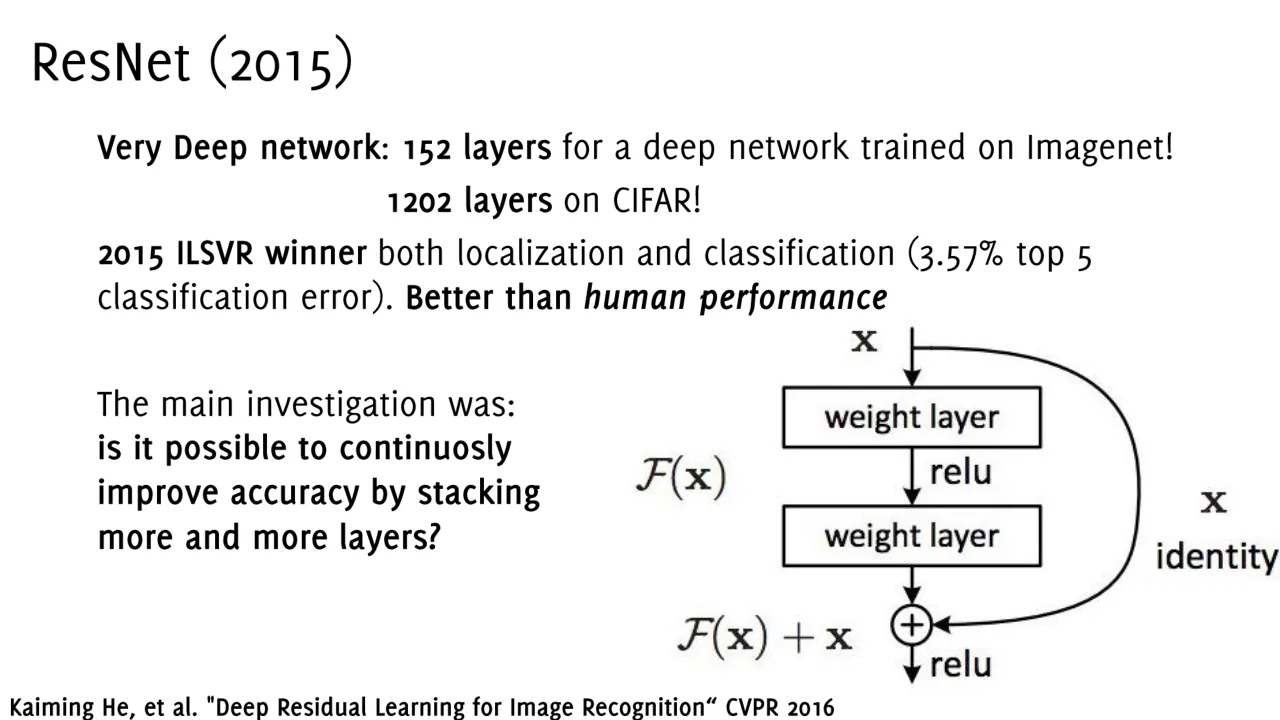 ResNet (2015)
Very Deep network: 152 layers for a deep network trained on Imagenet!
1202 layers on CIFAR!
2015 ILSVR winner both localization and classification (3.57% top 5
classification error). Better than human performance
The main investigation was:
is it possible to continuosly
improve accuracy by stacking
more and more layers?
x
weight layer
F(x)
relu
weight layer
x
identity
F(x) + x
+
relu
Kaiming He, et al. "Deep Residual Learning for Image Recognition“ CVPR 2016